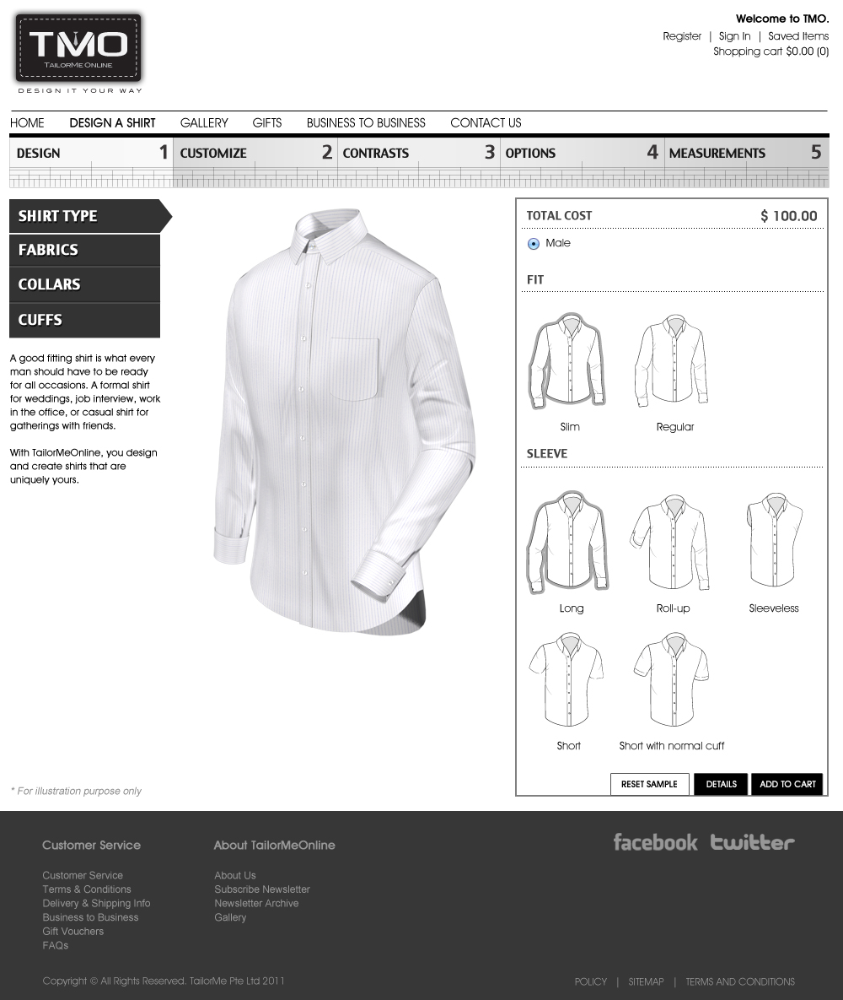 TMO
TAILORME ONLINE
DESIGN IT YOUR WAY
Welcome to TMO.
Register | Sign In | Saved Items
Shopping cart $0.00 (0)
HOME DESIGN A SHIRT GALLERY GIFTS BUSINESS TO BUSINESS CONTACT US
DESIGN 1 CUSTOMIZE 2 CONTRASTS 3 OPTIONS 4 MEASUREMENTS 5
SHIRT TYPE
FABRICS
COLLARS
CUFFS
A good fitting shirt is what every
man should have to be ready
for all occasions. A formal shirt
for weddings, job interview, work
in the office, or casual shirt for
gatherings with friends.
With TailorMeOnline, you design
and create shirts that are
uniquely yours.
* For illustration purpose only
TOTAL COST $ 100.00
Male
FIT
Slim Regular
SLEEVE
Long Roll-up Sleeveless
Short Short with normal cuff
RESET SAMPLE DETAILS ADD TO CART
Customer Service
Customer Service
Terms & Conditions
Delivery & Shipping Info
Business to Business
Gift Vouchers
FAQs
About TailorMeOnline
About Us
Subscribe Newsletter
Newsletter Archive
Gallery
facebook twitter
Copyright © All Rights Reserved. TailorMe Pte Ltd 2011
POLICY | SITEMAP | TERMS AND CONDITIONS